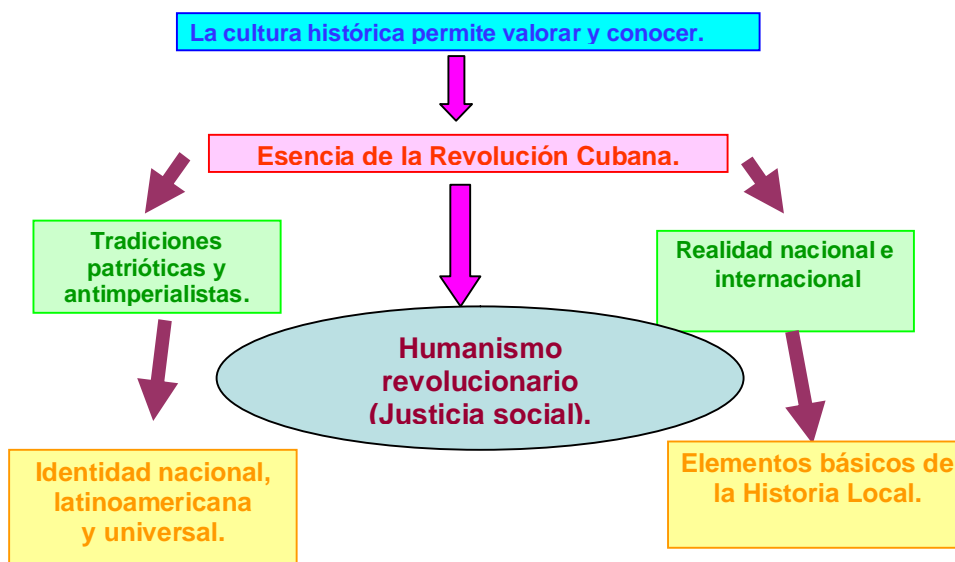 La cultura histórica permite valorar y conocer.
Esencia de la Revolución Cubana.
Tradiciones
patrióticas y
antimperialistas.
Realidad nacional e
internacional
Humanismo
revolucionario
(Justicia social).
Identidad nacional,
latinoamericana
y universal.
Elementos básicos de
la Historia Local.